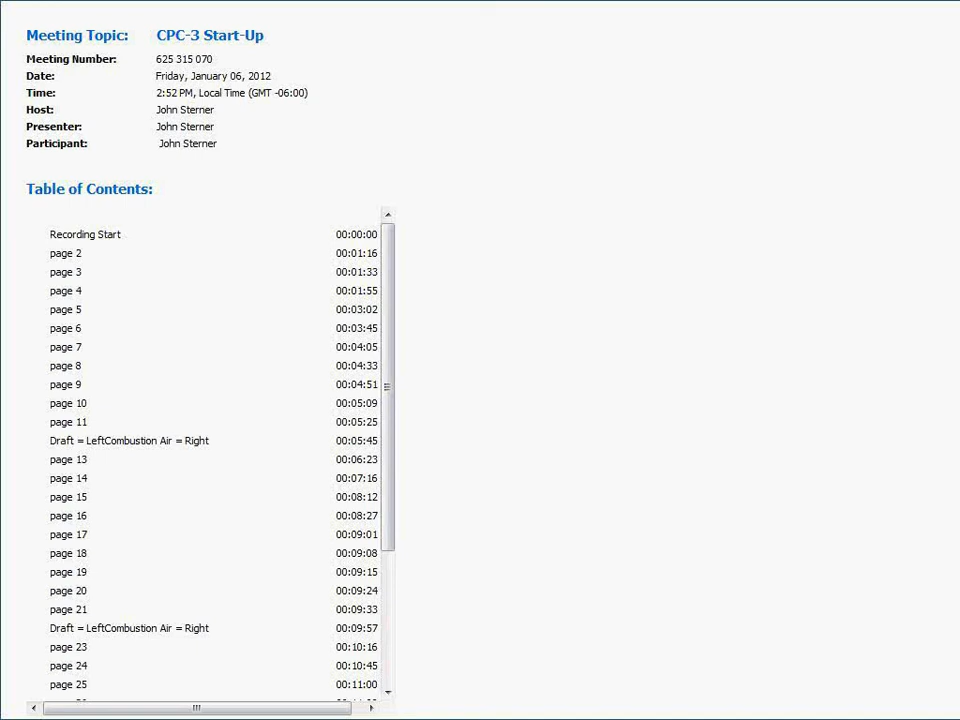 Meeting Topic: CPC-3 Start-Up
Meeting Number: 625 315 070
Date: Friday, January 06, 2012
Time: 2:52 PM, Local Time (GMT -06:00)
Host: John Sterner
Presenter: John Sterner
Participant: John Sterner
Table of Contents:
Recording Start 00:00:00
page 2 00:01:16
page 3 00:01:33
page 4 00:01:55
page 5 00:03:02
page 6 00:03:45
page 7 00:04:05
page 8 00:04:33
page 9 00:04:51
page 10 00:05:09
page 11 00:05:25
Draft = LeftCombustion Air = Right 00:05:45
page 13 00:06:23
page 14 00:07:16
page 15 00:08:12
page 16 00:08:27
page 17 00:09:01
page 18 00:09:08
page 19 00:09:15
page 20 00:09:24
page 21 00:09:33
Draft = LeftCombustion Air = Right 00:09:57
page 23 00:10:16
page 24 00:10:45
page 25 00:11:00